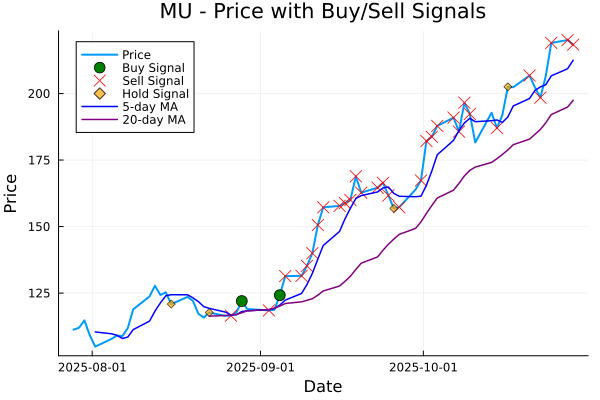 MU - Price with Buy/Sell Signals
Price
Buy Signal
Sell Signal
Hold Signal
5-day MA
20-day MA
Price
200
175
150
125
2025-08-01 2025-09-01 2025-10-01
Date